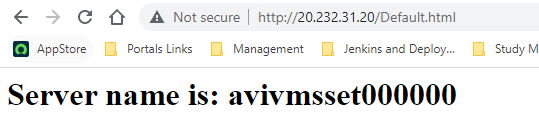 Not secure | http://20.232.31.20/Default.html
AppStore Portals Links Management Jenkins and Deploy... Study M
Server name is: avivmsset000000